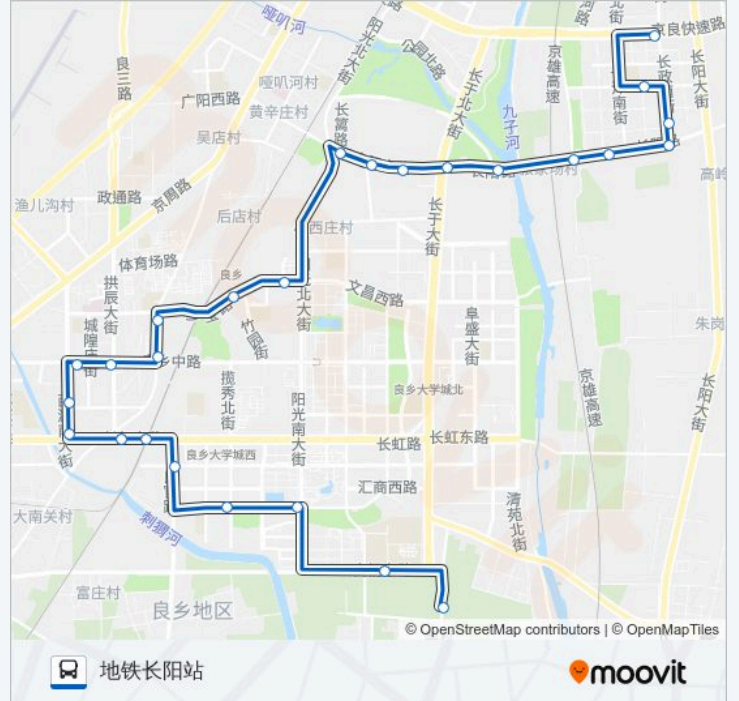 哑叭河
京良快速路
良三路
阳光北大街
公园北路
长于北大街
京雄高速
长阳大街
哑叭河村
广阳西路
黄辛庄村
长篱路
九子河
吴店村
政通路
京周路
高岭
渔儿沟村
后店村
西庄村
长于大街
体育场路
良乡
拱辰大街
文昌西路
阜盛大街
城隍庙街
竹园街
朱岗
乡中路
揽秀北街
良乡大学城北
京雄高速
长阳大街
阳光南大街
长虹路
长虹东路
良乡大学城西
汇商西路
清苑北街
大南关村
刺猬河
富庄村
良乡地区
© OpenStreetMap contributors | © OpenMapTiles
地铁长阳站
moovit